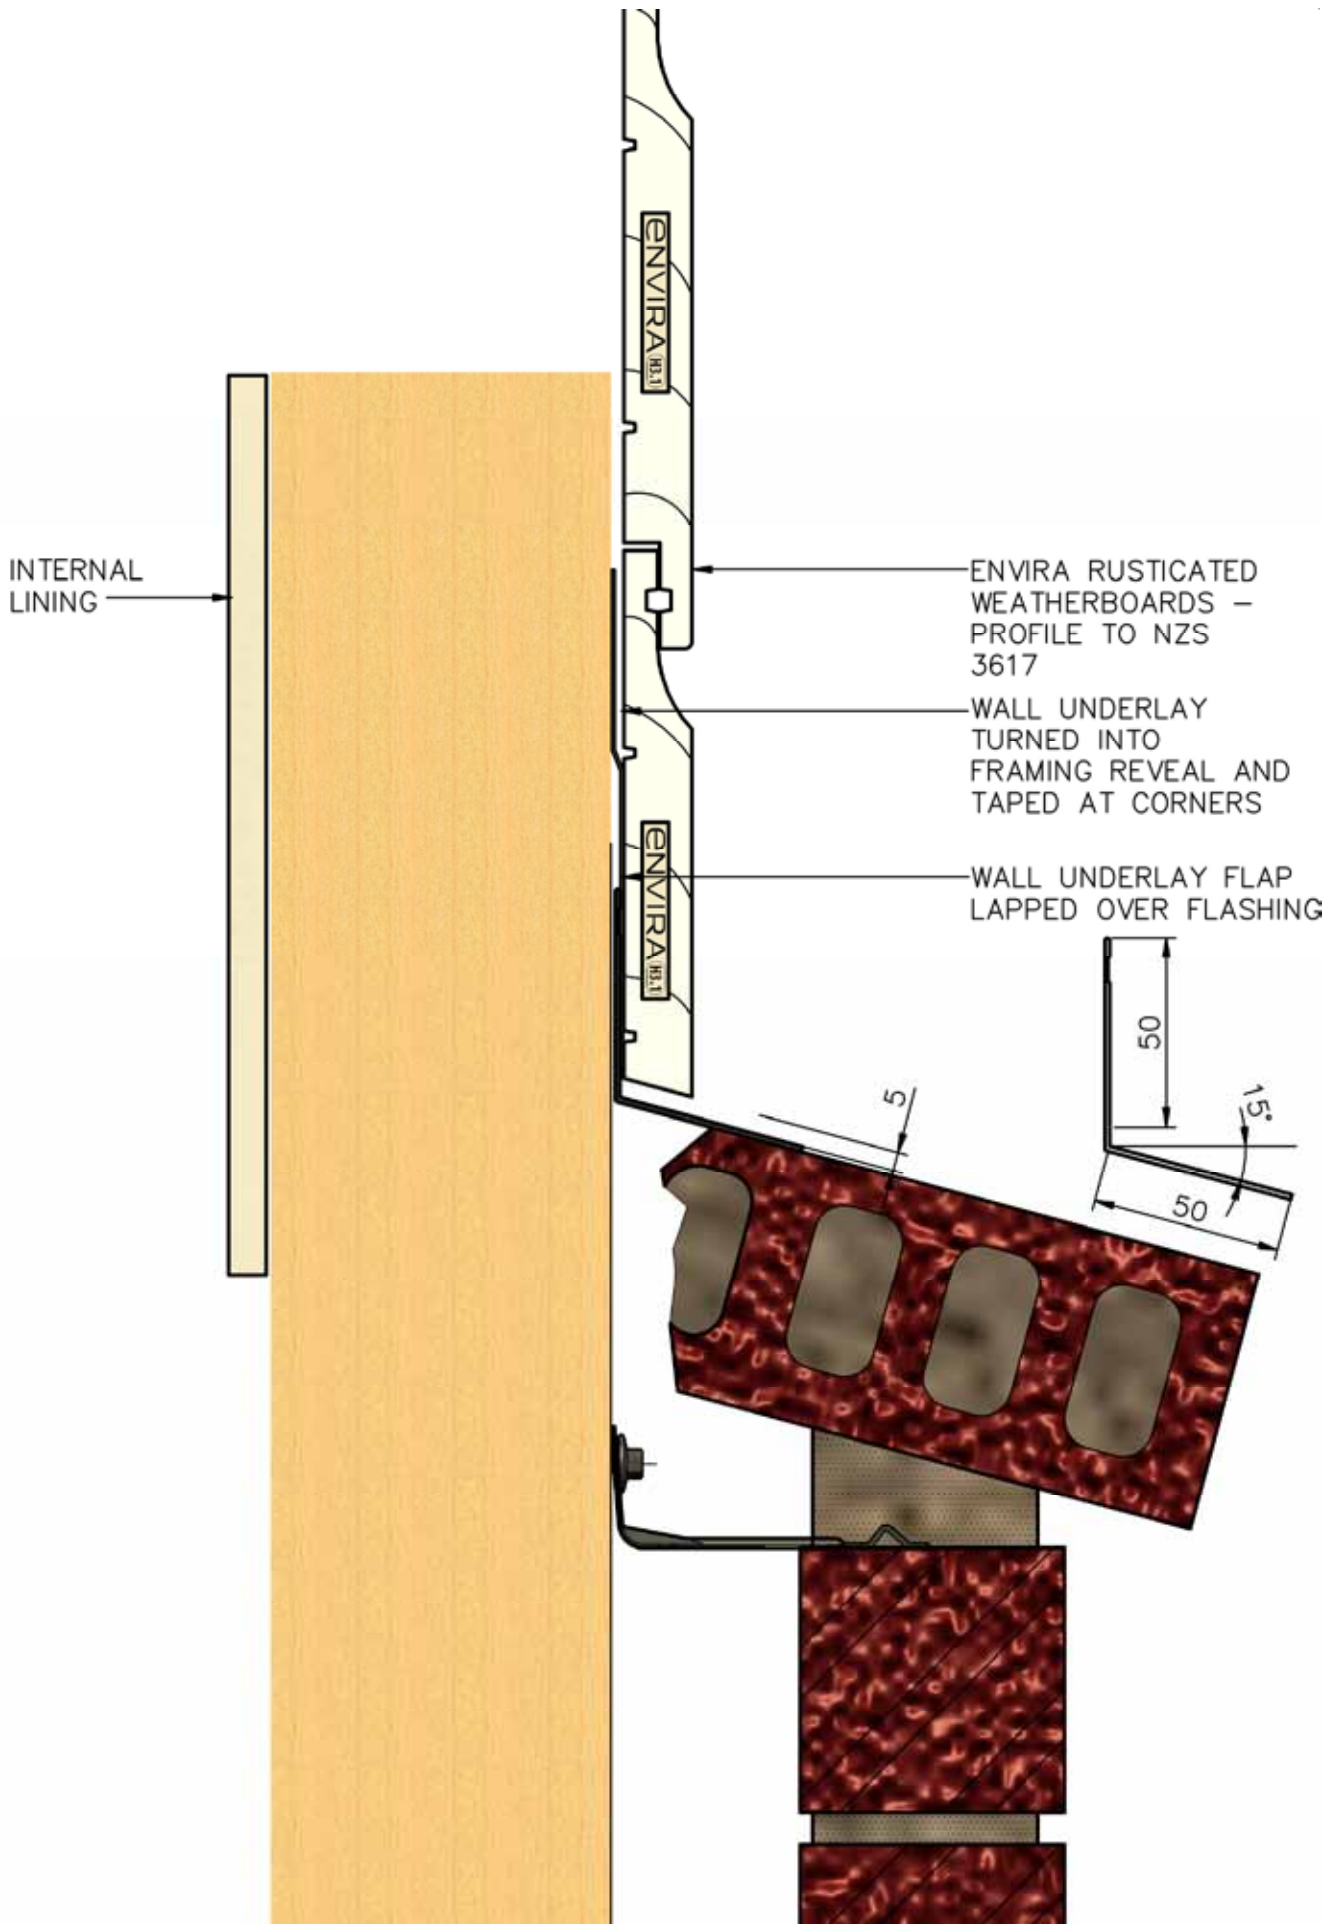 eNVIRA H3.1
INTERNAL
LINING
ENVIRA RUSTICATED
WEATHERBOARDS –
PROFILE TO NZS
3617
WALL UNDERLAY
TURNED INTO
FRAMING REVEAL AND
TAPED AT CORNERS
eNVIRA H3.1
WALL UNDERLAY FLAP
LAPPED OVER FLASHING
50
15°
50
5